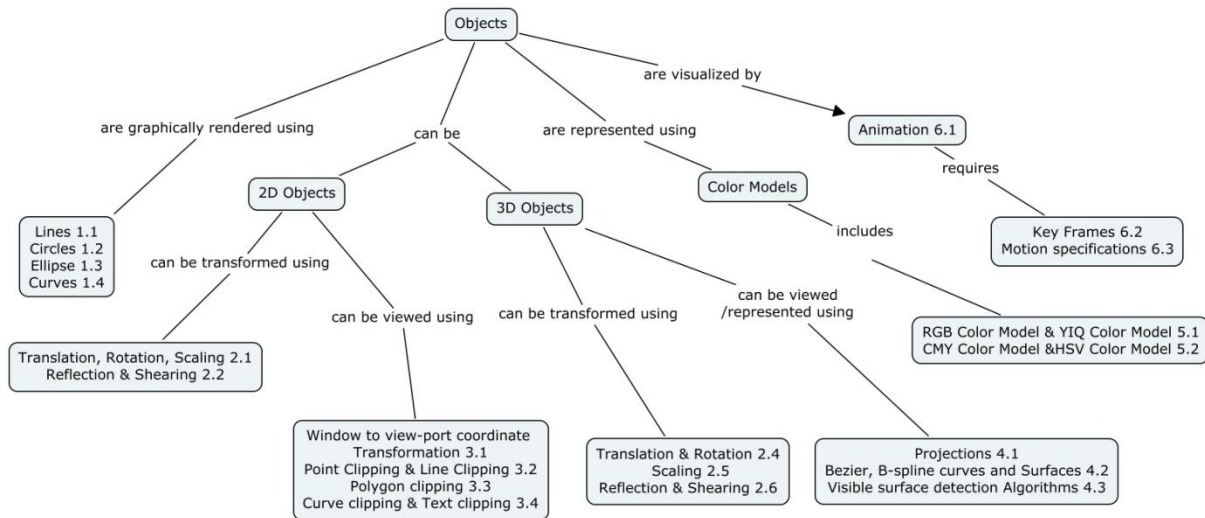 Objects
are visualized by
are graphically rendered using
can be
are represented using
Animation 6.1
requires
2D Objects
3D Objects
Color Models
Lines 1.1
Circles 1.2
Ellipse 1.3
Curves 1.4
can be transformed using
includes
Key Frames 6.2
Motion specifications 6.3
can be viewed using
can be transformed using
can be viewed
/represented using
RGB Color Model & YIQ Color Model 5.1
CMY Color Model &HSV Color Model 5.2
Translation, Rotation, Scaling 2.1
Reflection & Shearing 2.2
Window to view-port coordinate
Transformation 3.1
Point Clipping & Line Clipping 3.2
Polygon clipping 3.3
Curve clipping & Text clipping 3.4
Translation & Rotation 2.4
Scaling 2.5
Reflection & Shearing 2.6
Projections 4.1
Bezier, B-spline curves and Surfaces 4.2
Visible surface detection Algorithms 4.3